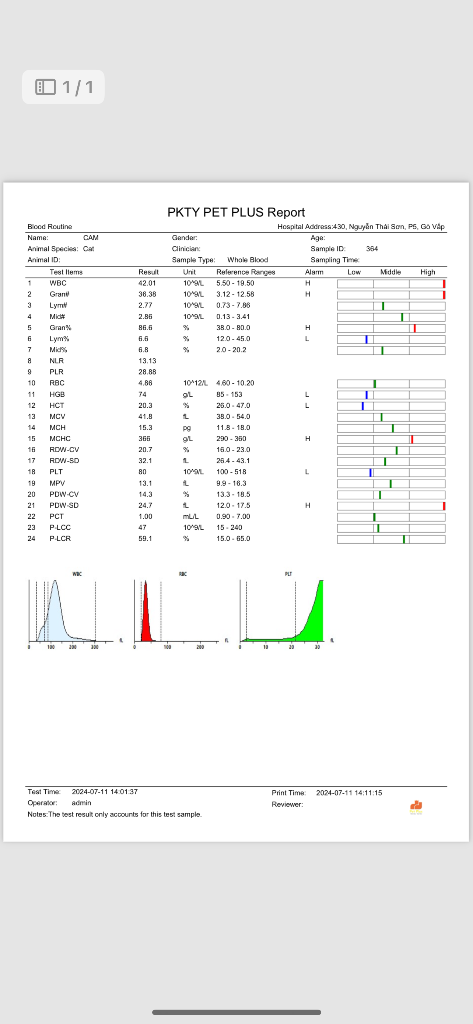 1/1
PKTY PET PLUS Report
Blood Routine Hospital Address:430, Nguyễn Thái Sơn, P5, Gò Vấp
Name: CAM Gender: Age:
Animal Species: Cat Clinician: Sample ID: 364
Animal ID: Sample Type: Whole Blood Sampling Time:
Test Items Result Unit Reference Ranges Alarm Low Middle High
1 WBC 42.01 10^9/L 5.50 - 19.50 H
2 Gran# 36.38 10^9/L 3.12 - 12.58 H
3 Lym# 2.77 10^9/L 0.73 - 7.86
4 Mid# 2.86 10^9/L 0.13 - 3.41
5 Gran% 86.6 % 38.0 - 80.0 H
6 Lym% 6.6 % 12.0 - 45.0 L
7 Mid% 6.8 % 2.0 - 20.2
8 NLR 13.13
9 PLR 28.88
10 RBC 4.86 10^12/L 4.60 - 10.20
11 HGB 74 g/L 85 - 153 L
12 HCT 20.3 % 26.0 - 47.0 L
13 MCV 41.8 fL 38.0 - 54.0
14 MCH 15.3 pg 11.8 - 18.0
15 MCHC 366 g/L 290 - 360 H
16 RDW-CV 20.7 % 16.0 - 23.0
17 RDW-SD 32.1 fL 26.4 - 43.1
18 PLT 80 10^9/L 100 - 518 L
19 MPV 13.1 fL 9.9 - 16.3
20 PDW-CV 14.3 % 13.3 - 18.5
21 PDW-SD 24.7 fL 12.0 - 17.5 H
22 PCT 1.00 mL/L 0.90 - 7.00
23 P-LCC 47 10^9/L 15 - 240
24 P-LCR 59.1 % 15.0 - 65.0
WBC RBC PLT
0 100 200 300 fL 0 100 200 fL 0 10 20 30 fL
Test Time: 2024-07-11 14:01:37 Print Time: 2024-07-11 14:11:15
Operator: admin Reviewer:
Notes:The test result only accounts for this test sample.